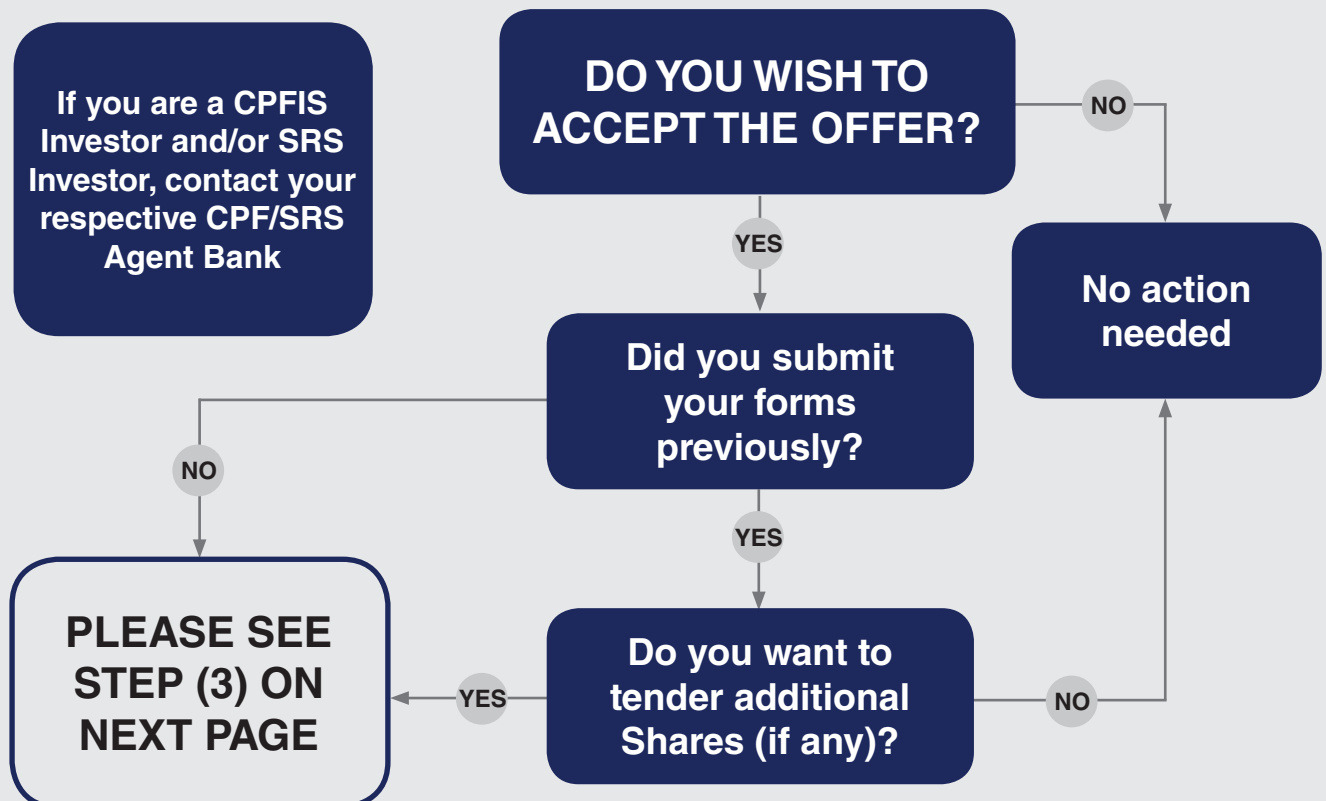 If you are a CPFIS
Investor and/or SRS
Investor, contact your
respective CPF/SRS
Agent Bank
DO YOU WISH TO
ACCEPT THE OFFER?
NO
YES
No action
needed
Did you submit
your forms
previously?
NO
YES
PLEASE SEE
STEP (3) ON
NEXT PAGE
YES
Do you want to
tender additional
Shares (if any)?
NO